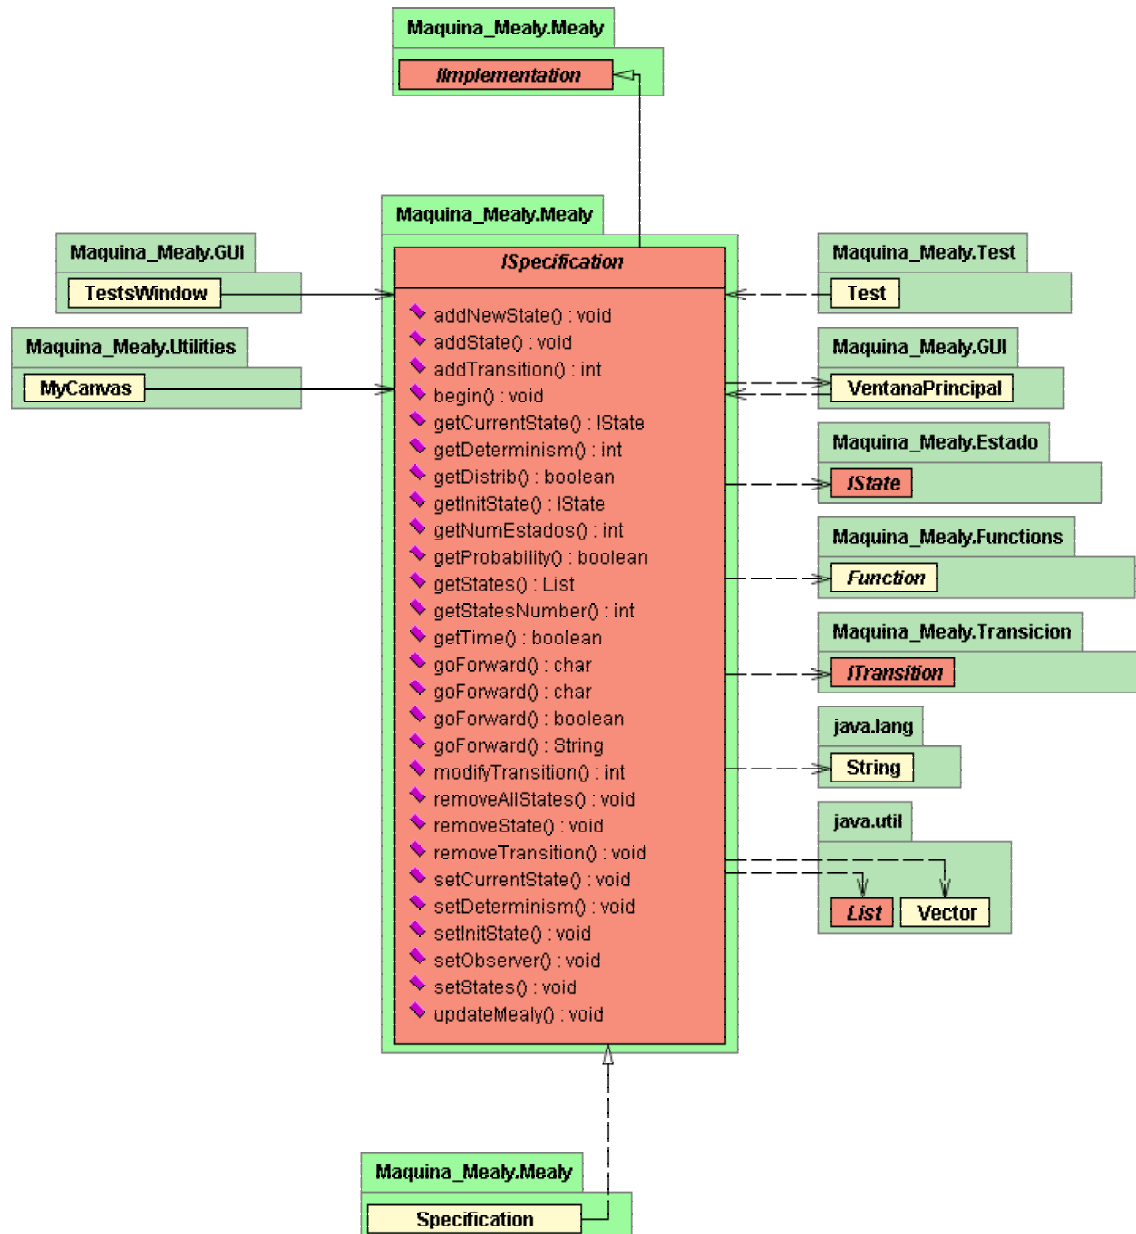 Maquina_Mealy.Mealy
IImplementation
Maquina_Mealy.Mealy
ISpecification
addNewState() : void
addState() : void
addTransition() : int
begin() : void
getCurrentState() : IState
getDeterminism() : int
getDistrib() : boolean
getInitState() : IState
getNumEstados() : int
getProbability() : boolean
getStates() : List
getStatesNumber() : int
getTime() : boolean
goForward() : char
goForward() : char
goForward() : boolean
goForward() : String
modifyTransition() : int
removeAllStates() : void
removeState() : void
removeTransition() : void
setCurrentState() : void
setDeterminism() : void
setInitState() : void
setObserver() : void
setStates() : void
updateMealy() : void
Maquina_Mealy.GUI
TestsWindow
Maquina_Mealy.Utilities
MyCanvas
Maquina_Mealy.Test
Test
Maquina_Mealy.GUI
VentanaPrincipal
Maquina_Mealy.Estado
IState
Maquina_Mealy.Functions
Function
Maquina_Mealy.Transicion
ITransition
java.lang
String
java.util
List Vector
Maquina_Mealy.Mealy
Specification